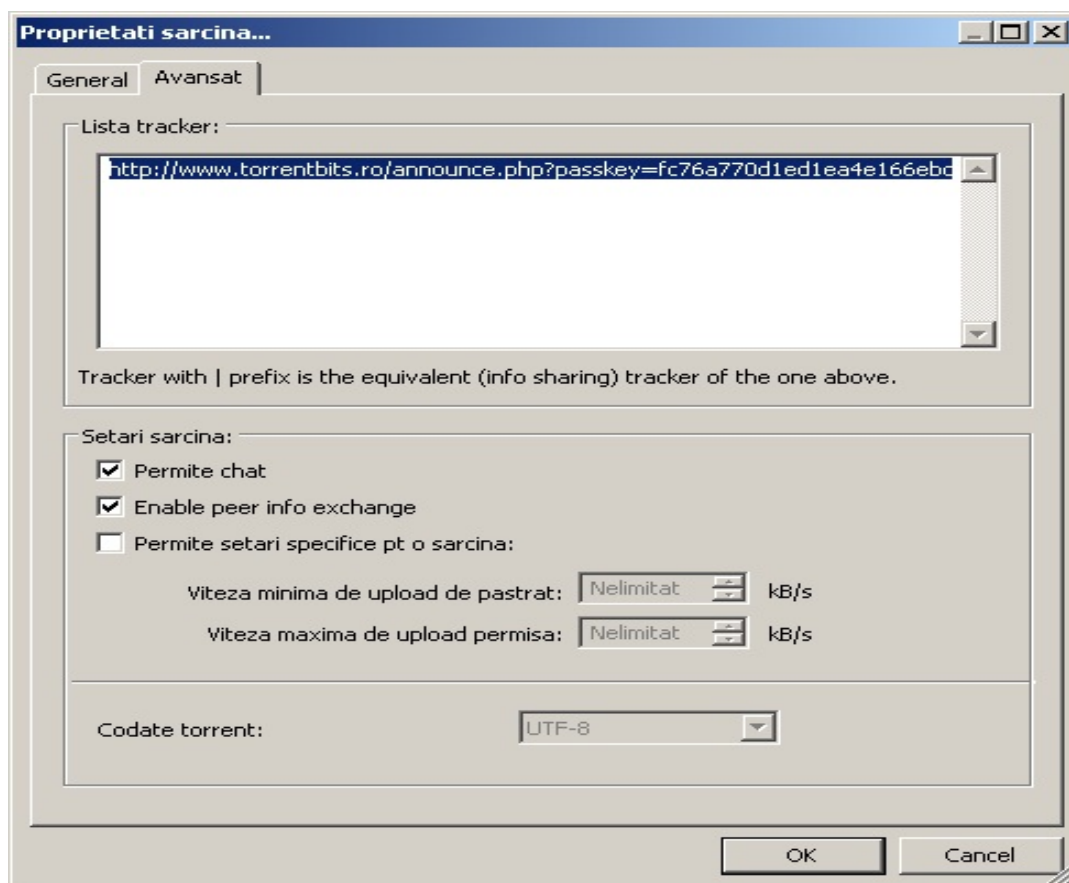 Proprietati sarcina...
General Avansat
Lista tracker:
http://www.torrentbits.ro/announce.php?passkey=fc76a770d1ed1ea4e166ebc
Tracker with | prefix is the equivalent (info sharing) tracker of the one above.
Setari sarcina:
Permite chat
Enable peer info exchange
Permite setari specifice pt o sarcina:
Viteza minima de upload de pastrat: Nelimitat kB/s
Viteza maxima de upload permisa: Nelimitat kB/s
Codate torrent: UTF-8
OK Cancel